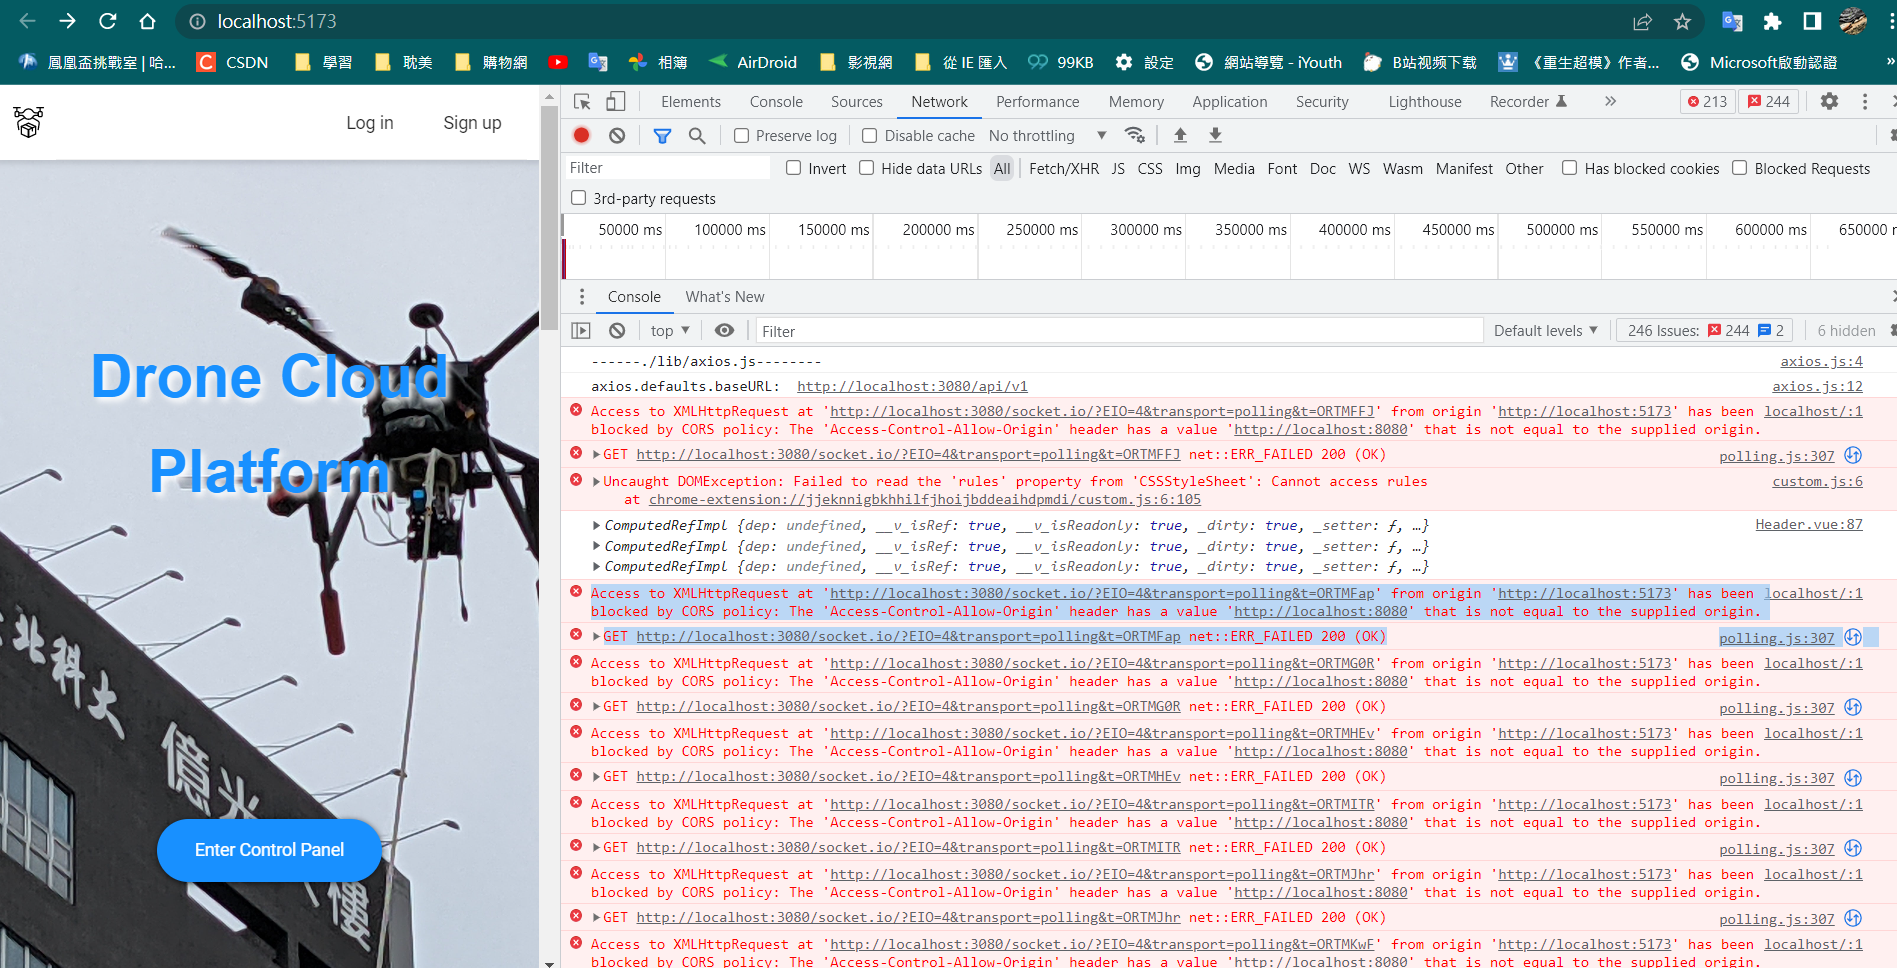 localhost:5173
鳳凰盃挑戰室 | 哈...
CSDN
學習
耽美
購物網
相簿
AirDroid
影視網
從 IE 匯入
99KB
設定
網站導覽 - iYouth
B站视频下载
《重生超模》作者...
Microsoft啟動認證
»
Log in
Sign up
Drone Cloud
Platform
北科大
億光
樓
Enter Control Panel
Elements
Console
Sources
Network
Performance
Memory
Application
Security
Lighthouse
Recorder
»
213
244
Preserve log
Disable cache
No throttling
Filter
Invert
Hide data URLs
All
Fetch/XHR
JS
CSS
Img
Media
Font
Doc
WS
Wasm
Manifest
Other
Has blocked cookies
Blocked Requests
3rd-party requests
50000 ms
100000 ms
150000 ms
200000 ms
250000 ms
300000 ms
350000 ms
400000 ms
450000 ms
500000 ms
550000 ms
600000 ms
650000 m
Console
What's New
top
Filter
Default levels
246 Issues:
244
2
6 hidden
------./lib/axios.js--------
axios.js:4
axios.defaults.baseURL: http://localhost:3080/api/v1
axios.js:12
Access to XMLHttpRequest at 'http://localhost:3080/socket.io/?EIO=4&transport=polling&t=ORTMFFJ' from origin 'http://localhost:5173' has been
localhost/:1
blocked by CORS policy: The 'Access-Control-Allow-Origin' header has a value 'http://localhost:8080' that is not equal to the supplied origin.
GET http://localhost:3080/socket.io/?EIO=4&transport=polling&t=ORTMFFJ net::ERR_FAILED 200 (OK)
polling.js:307
Uncaught DOMException: Failed to read the 'rules' property from 'CSSStyleSheet': Cannot access rules
custom.js:6
at chrome-extension://jjeknnigbkhhilfjhoijbddeaihdpmdi/custom.js:6:105
ComputedRefImpl {dep: undefined, __v_isRef: true, __v_isReadonly: true, _dirty: true, _setter: ƒ, …}
Header.vue:87
ComputedRefImpl {dep: undefined, __v_isRef: true, __v_isReadonly: true, _dirty: true, _setter: ƒ, …}
ComputedRefImpl {dep: undefined, __v_isRef: true, __v_isReadonly: true, _dirty: true, _setter: ƒ, …}
Access to XMLHttpRequest at 'http://localhost:3080/socket.io/?EIO=4&transport=polling&t=ORTMFap' from origin 'http://localhost:5173' has been
localhost/:1
blocked by CORS policy: The 'Access-Control-Allow-Origin' header has a value 'http://localhost:8080' that is not equal to the supplied origin.
GET http://localhost:3080/socket.io/?EIO=4&transport=polling&t=ORTMFap net::ERR_FAILED 200 (OK)
polling.js:307
Access to XMLHttpRequest at 'http://localhost:3080/socket.io/?EIO=4&transport=polling&t=ORTMG0R' from origin 'http://localhost:5173' has been
localhost/:1
blocked by CORS policy: The 'Access-Control-Allow-Origin' header has a value 'http://localhost:8080' that is not equal to the supplied origin.
GET http://localhost:3080/socket.io/?EIO=4&transport=polling&t=ORTMG0R net::ERR_FAILED 200 (OK)
polling.js:307
Access to XMLHttpRequest at 'http://localhost:3080/socket.io/?EIO=4&transport=polling&t=ORTMHEv' from origin 'http://localhost:5173' has been
localhost/:1
blocked by CORS policy: The 'Access-Control-Allow-Origin' header has a value 'http://localhost:8080' that is not equal to the supplied origin.
GET http://localhost:3080/socket.io/?EIO=4&transport=polling&t=ORTMHEv net::ERR_FAILED 200 (OK)
polling.js:307
Access to XMLHttpRequest at 'http://localhost:3080/socket.io/?EIO=4&transport=polling&t=ORTMITR' from origin 'http://localhost:5173' has been
localhost/:1
blocked by CORS policy: The 'Access-Control-Allow-Origin' header has a value 'http://localhost:8080' that is not equal to the supplied origin.
GET http://localhost:3080/socket.io/?EIO=4&transport=polling&t=ORTMITR net::ERR_FAILED 200 (OK)
polling.js:307
Access to XMLHttpRequest at 'http://localhost:3080/socket.io/?EIO=4&transport=polling&t=ORTMJhr' from origin 'http://localhost:5173' has been
localhost/:1
blocked by CORS policy: The 'Access-Control-Allow-Origin' header has a value 'http://localhost:8080' that is not equal to the supplied origin.
GET http://localhost:3080/socket.io/?EIO=4&transport=polling&t=ORTMJhr net::ERR_FAILED 200 (OK)
polling.js:307
Access to XMLHttpRequest at 'http://localhost:3080/socket.io/?EIO=4&transport=polling&t=ORTMKwF' from origin 'http://localhost:5173' has been
localhost/:1
blocked by CORS policy: The 'Access-Control-Allow-Origin' header has a value 'http://localhost:8080' that is not equal to the supplied origin.